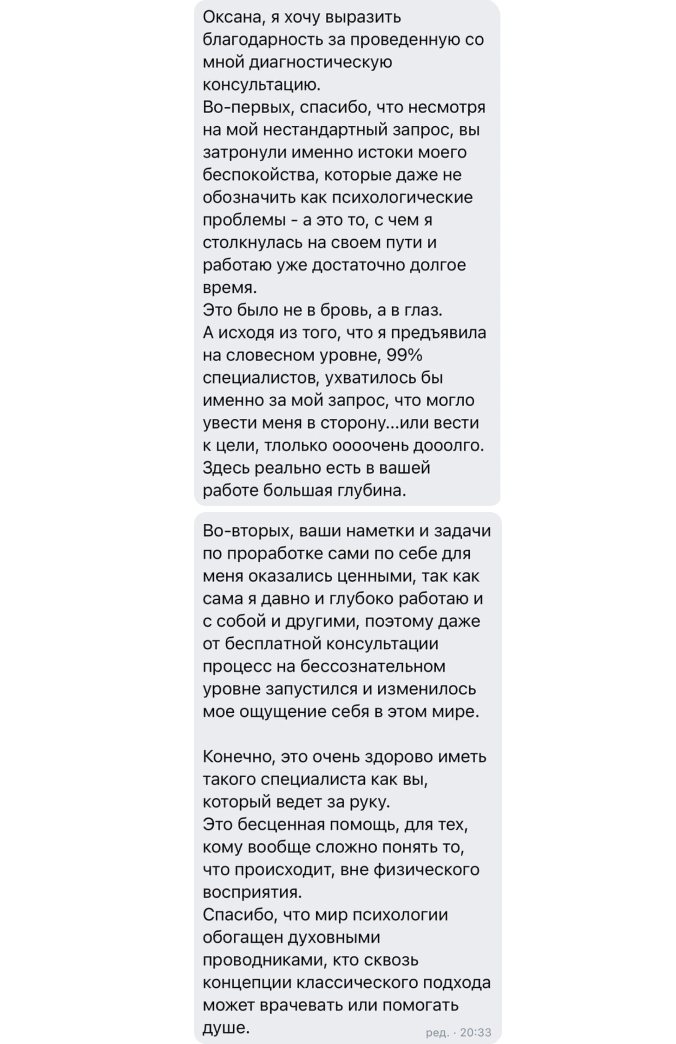 Оксана, я хочу выразить
благодарность за проведенную со
мной диагностическую
консультацию.
Во-первых, спасибо, что несмотря
на мой нестандартный запрос, вы
затронули именно истоки моего
беспокойства, которые даже не
обозначить как психологические
проблемы - а это то, с чем я
столкнулась на своем пути и
работаю уже достаточно долгое
время.
Это было не в бровь, а в глаз.
А исходя из того, что я предъявила
на словесном уровне, 99%
специалистов, ухватилось бы
именно за мой запрос, что могло
увести меня в сторону...или вести
к цели, тлолько оооочень дооолго.
Здесь реально есть в вашей
работе большая глубина.
Во-вторых, ваши наметки и задачи
по проработке сами по себе для
меня оказались ценными, так как
сама я давно и глубоко работаю и
с собой и другими, поэтому даже
от бесплатной консультации
процесс на бессознательном
уровне запустился и изменилось
мое ощущение себя в этом мире.
Конечно, это очень здорово иметь
такого специалиста как вы,
который ведет за руку.
Это бесценная помощь, для тех,
кому вообще сложно понять то,
что происходит, вне физического
восприятия.
Спасибо, что мир психологии
обогащен духовными
проводниками, кто сквозь
концепции классического подхода
может врачевать или помогать
душе.
ред. · 20:33